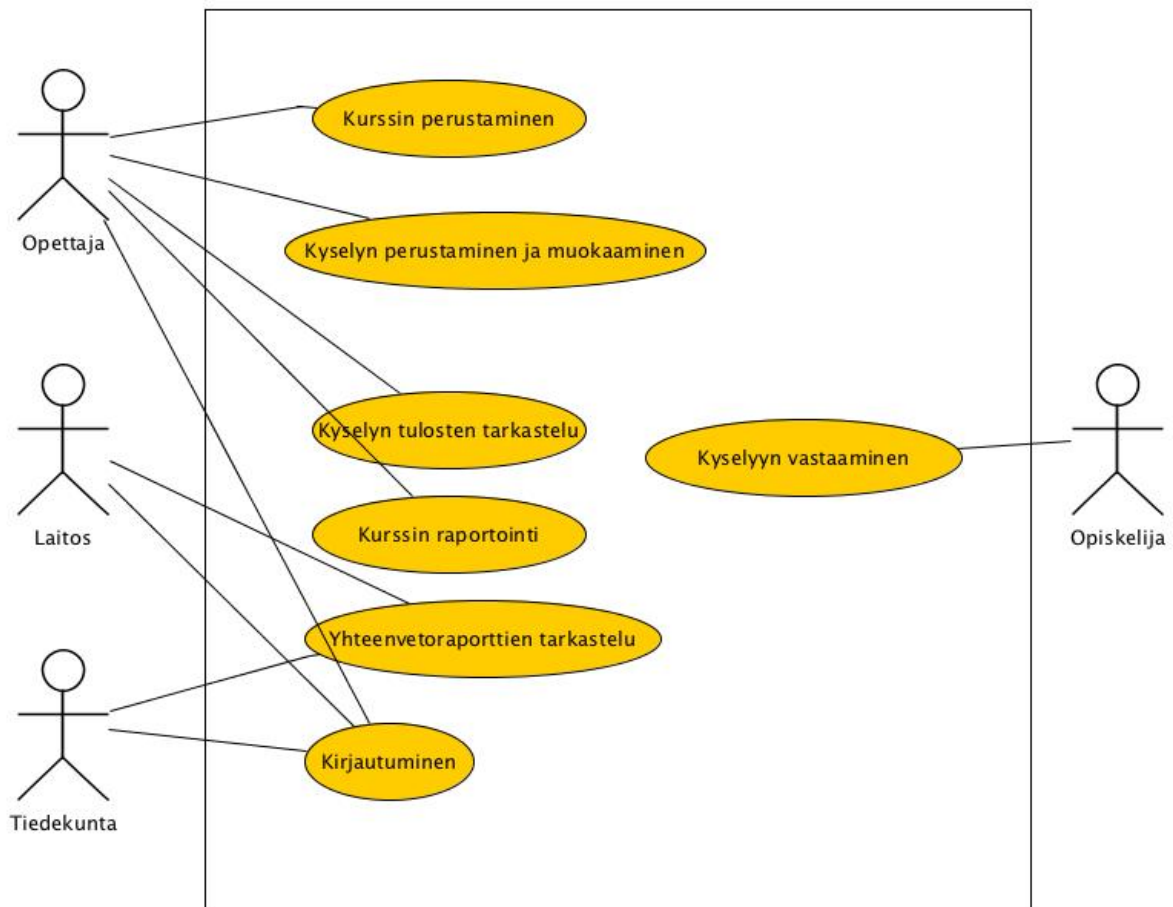 Kurssin perustaminen
Opettaja
Kyselyn perustaminen ja muokaaminen
Kyselyn tulosten tarkastelu
Kyselyyn vastaaminen
Laitos
Kurssin raportointi
Opiskelija
Yhteenvetoraporttien tarkastelu
Kirjautuminen
Tiedekunta